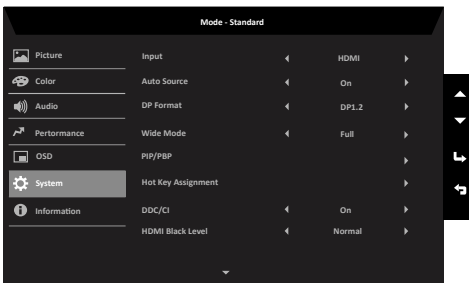 Mode - Standard
Picture
Color
Audio
Pertormance
OSD
System
Information
Input HDMI
Auto Source On
DP Format DP1.2
Wide Mode Full
PIP/PBP
Hot Key Assignment
DDC/CI On
HDMI Black Level Normal